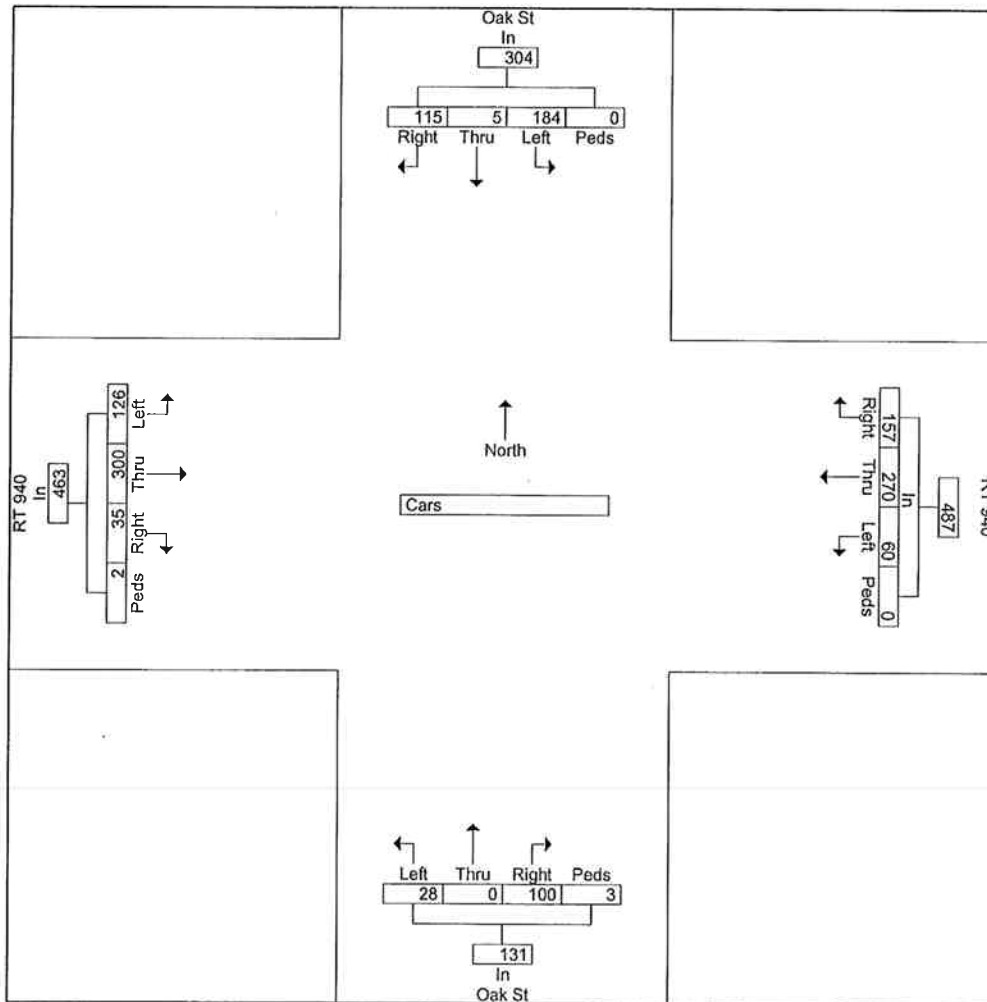 Oak St
In
304
115 5 184 0
Right Thru Left Peds
RT 940
In
463
126 300 35 2
Left Thru Right Peds
North
Cars
157 270 60 0
Right Thru Left Peds
In
487
940
Left Thru Right Peds
28 0 100 3
131
In
Oak St